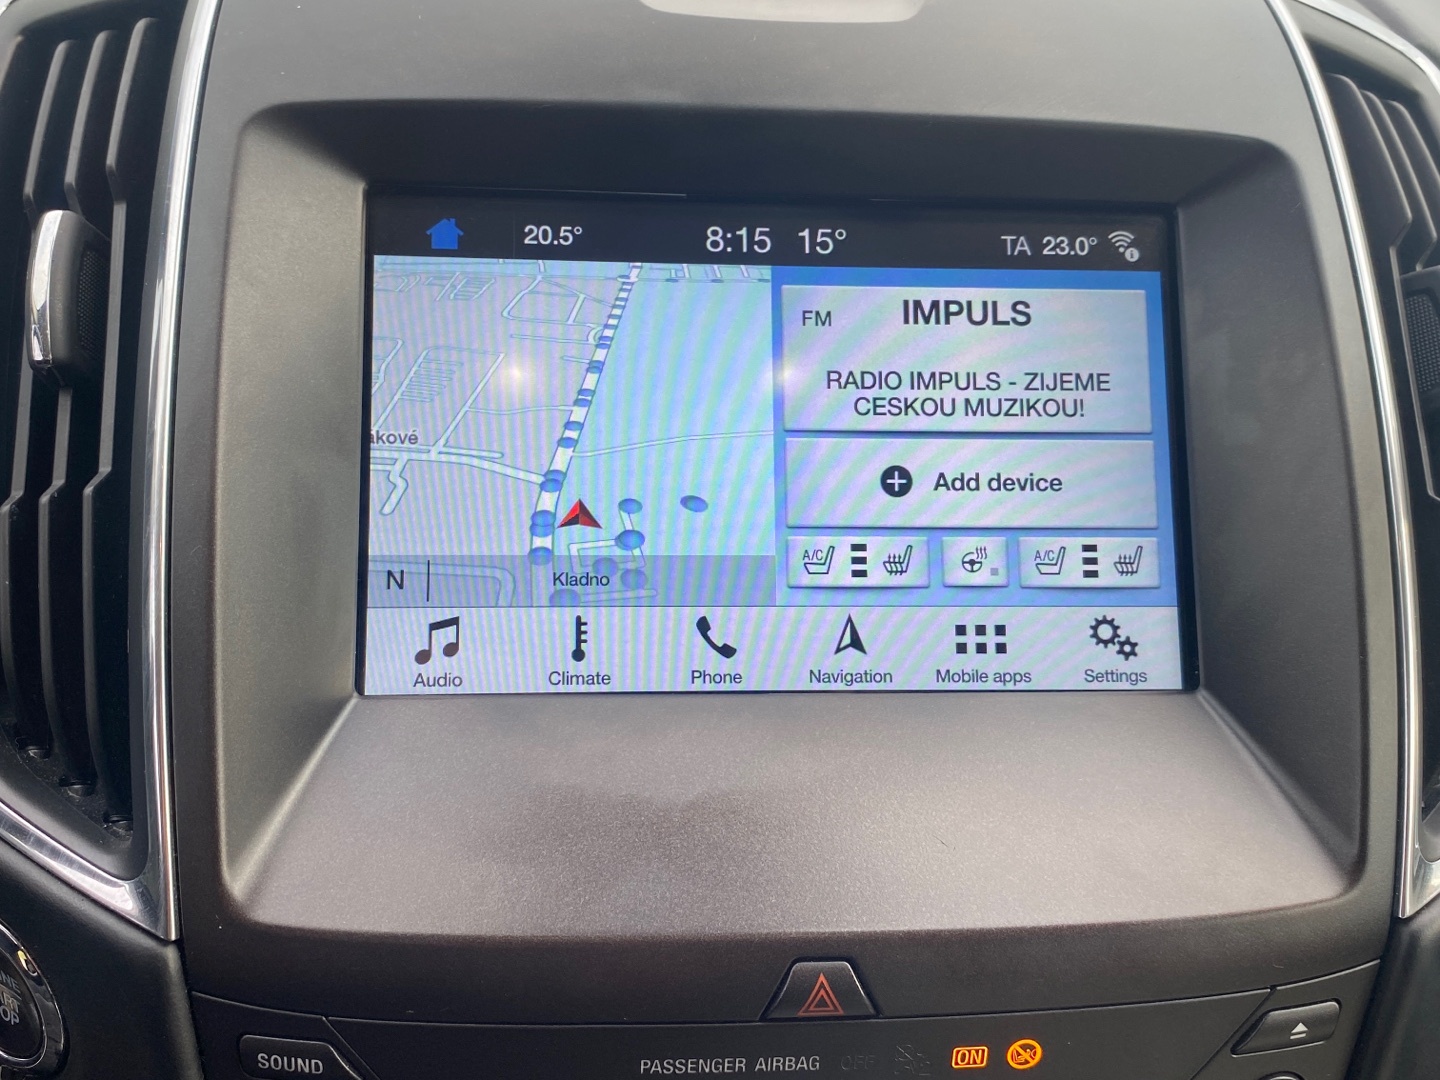 20.5°
8:15
15°
TA 23.0°
FM
IMPULS
RADIO IMPULS - ZIJEME
CESKOU MUZIKOU!
Add device
A/C
A/C
N
Kladno
Audio
Climate
Phone
Navigation
Mobile apps
Settings
SOUND
PASSENGER AIRBAG
OFF
ON